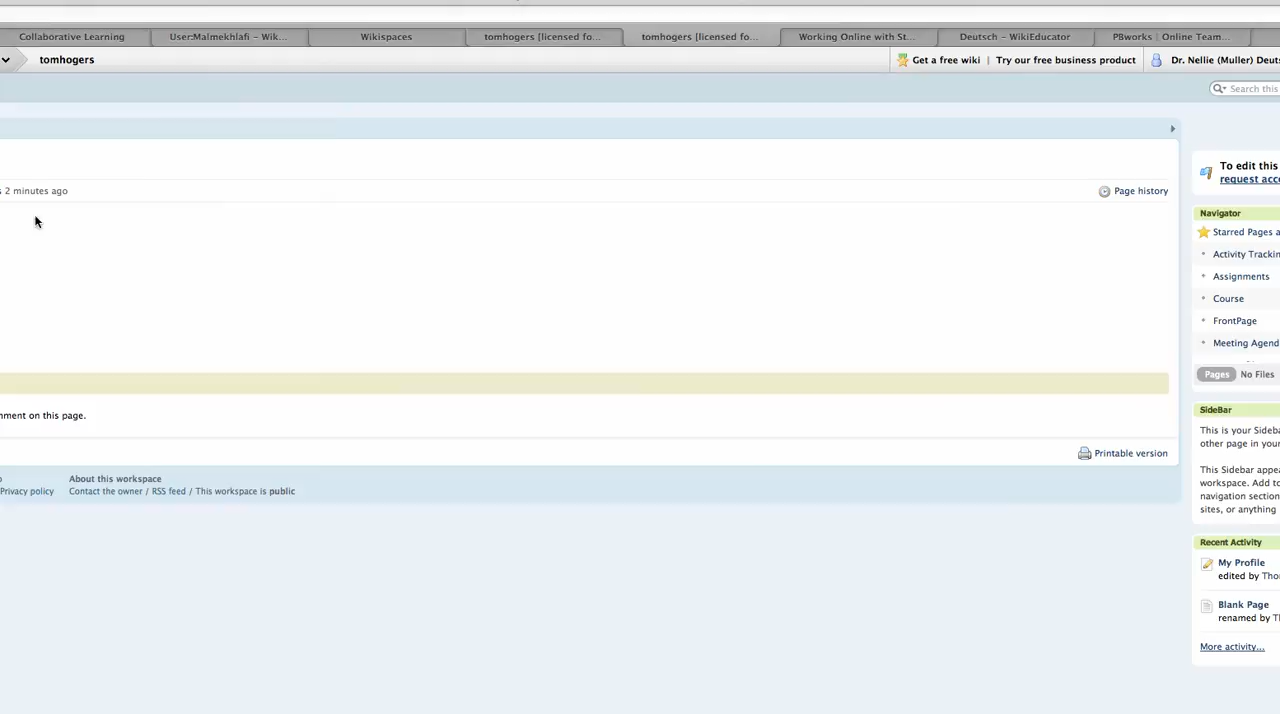 Collaborative Learning
User:Malmekhlafi – Wik...
Wikispaces
tomhogers [licensed fo...
tomhogers [licensed fo...
Working Online with St...
Deutsch – WikiEducator
PBworks | Online Team...
tomhogers
Get a free wiki | Try our free business product
Dr. Nellie (Muller) Deuts
Search this
s 2 minutes ago
Page history
nment on this page.
Printable version
About this workspace
Privacy policy
Contact the owner / RSS feed / This workspace is public
To edit this
request acc
Navigator
Starred Pages a
Activity Trackin
Assignments
Course
FrontPage
Meeting Agend
Pages No Files
SideBar
This is your Sideba
other page in your
This Sidebar appea
workspace. Add to
navigation section
sites, or anything
Recent Activity
My Profile
edited by Tho
Blank Page
renamed by Th
More activity...